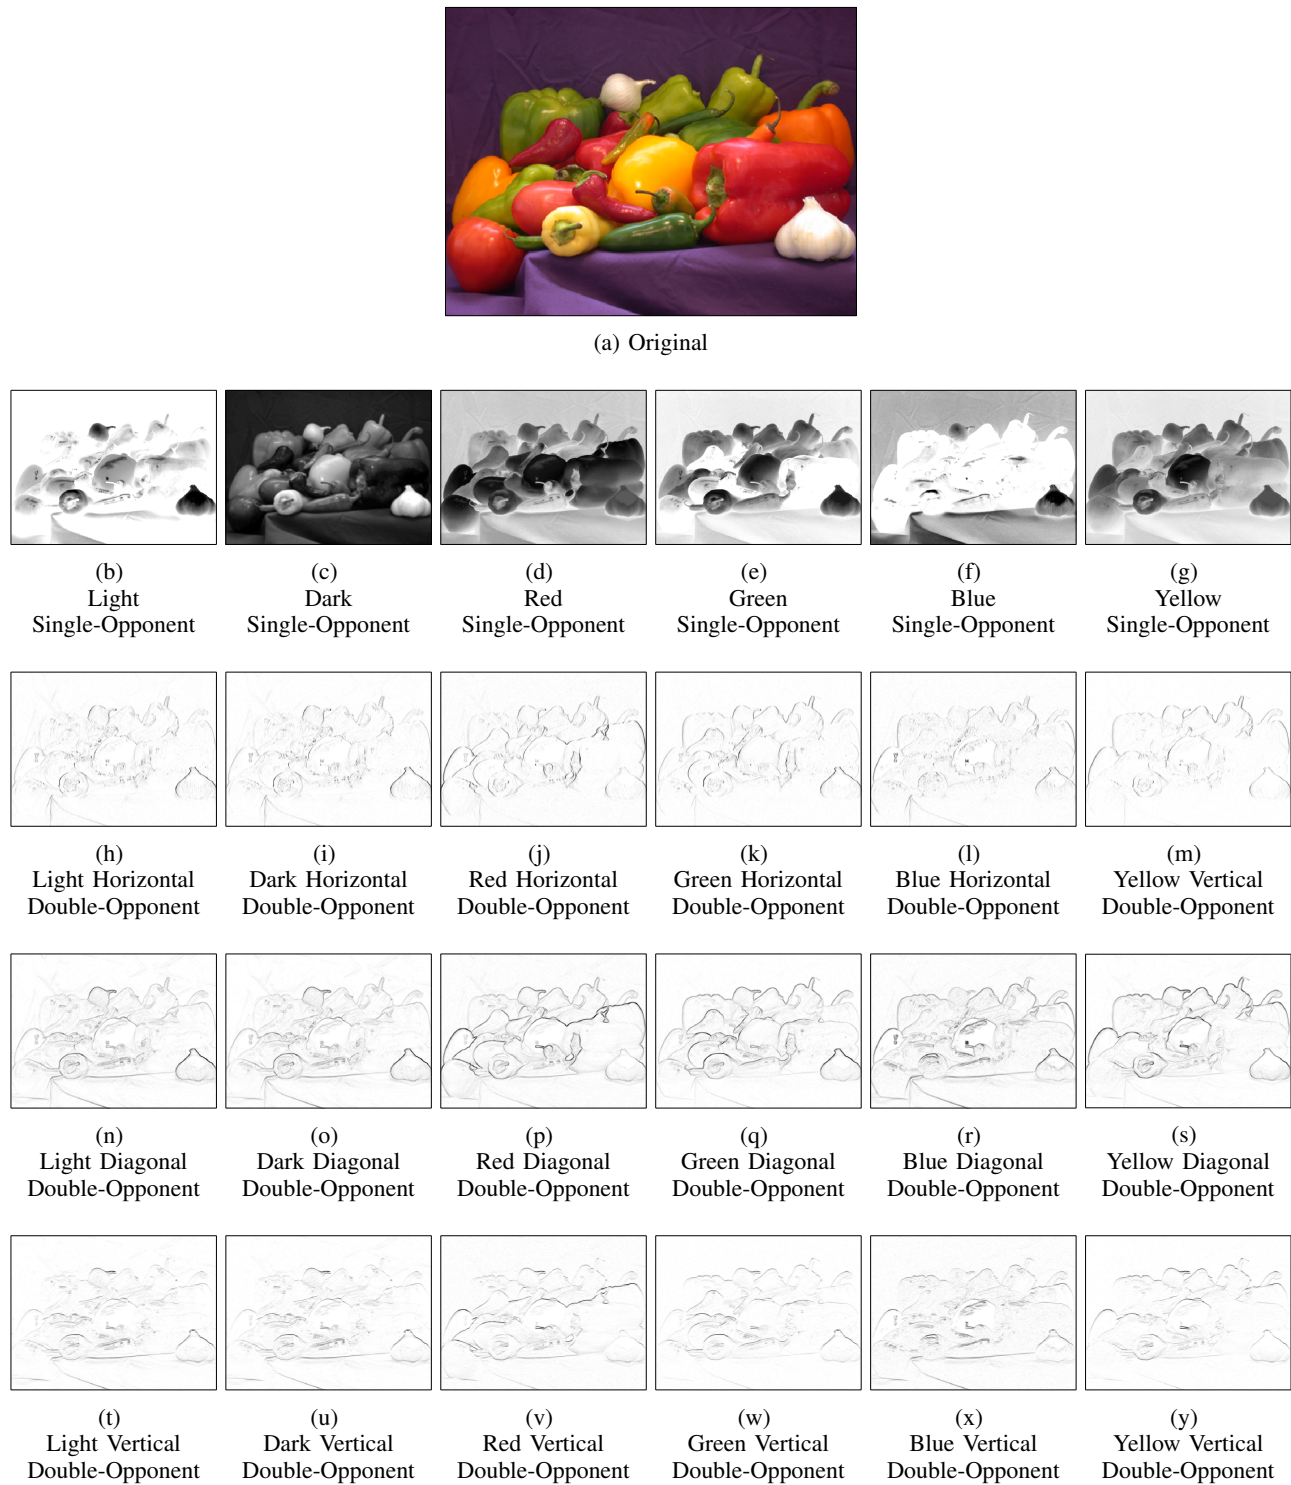 (a) Original
(b)
Light
Single-Opponent
(c)
Dark
Single-Opponent
(d)
Red
Single-Opponent
(e)
Green
Single-Opponent
(f)
Blue
Single-Opponent
(g)
Yellow
Single-Opponent
(h)
Light Horizontal
Double-Opponent
(i)
Dark Horizontal
Double-Opponent
(j)
Red Horizontal
Double-Opponent
(k)
Green Horizontal
Double-Opponent
(l)
Blue Horizontal
Double-Opponent
(m)
Yellow Vertical
Double-Opponent
(n)
Light Diagonal
Double-Opponent
(o)
Dark Diagonal
Double-Opponent
(p)
Red Diagonal
Double-Opponent
(q)
Green Diagonal
Double-Opponent
(r)
Blue Diagonal
Double-Opponent
(s)
Yellow Diagonal
Double-Opponent
(t)
Light Vertical
Double-Opponent
(u)
Dark Vertical
Double-Opponent
(v)
Red Vertical
Double-Opponent
(w)
Green Vertical
Double-Opponent
(x)
Blue Vertical
Double-Opponent
(y)
Yellow Vertical
Double-Opponent